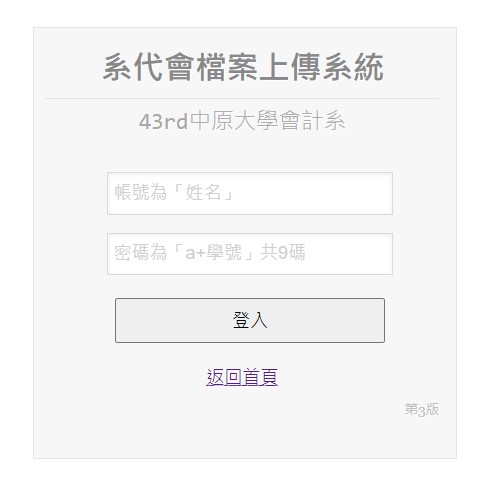 系代會檔案上傳系統
43rd中原大學會計系
帳號為「姓名」
密碼為「a+學號」共9碼
登入
返回首頁
第3版